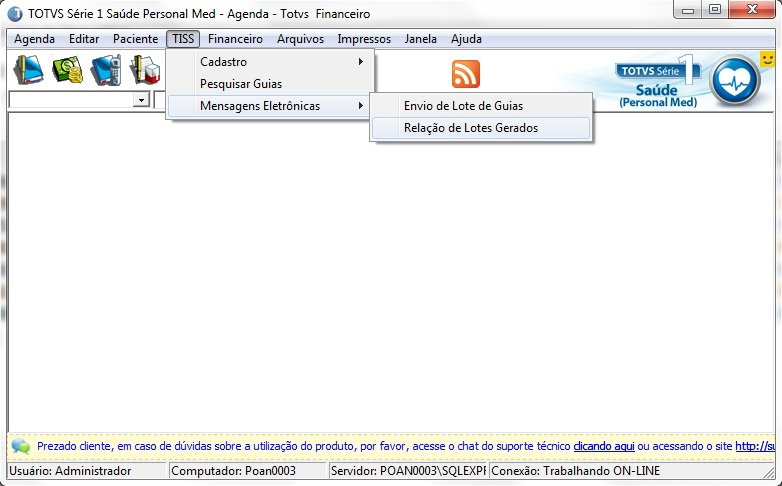 TOTVS Série 1 Saúde Personal Med - Agenda - Totvs Financeiro
Agenda Editar Paciente TISS Financeiro Arquivos Impressos Janela Ajuda
Cadastro
Pesquisar Guias
Mensagens Eletrônicas
Envio de Lote de Guias
Relação de Lotes Gerados
TOTVS Série 1
Saúde
(Personal Med)
Prezado cliente, em caso de dúvidas sobre a utilização do produto, por favor, acesse o chat do suporte técnico clicando aqui ou acessando o site http://su
Usuário: Administrador Computador: Poan0003 Servidor: POAN0003\SQLEXPR Conexão: Trabalhando ON-LINE